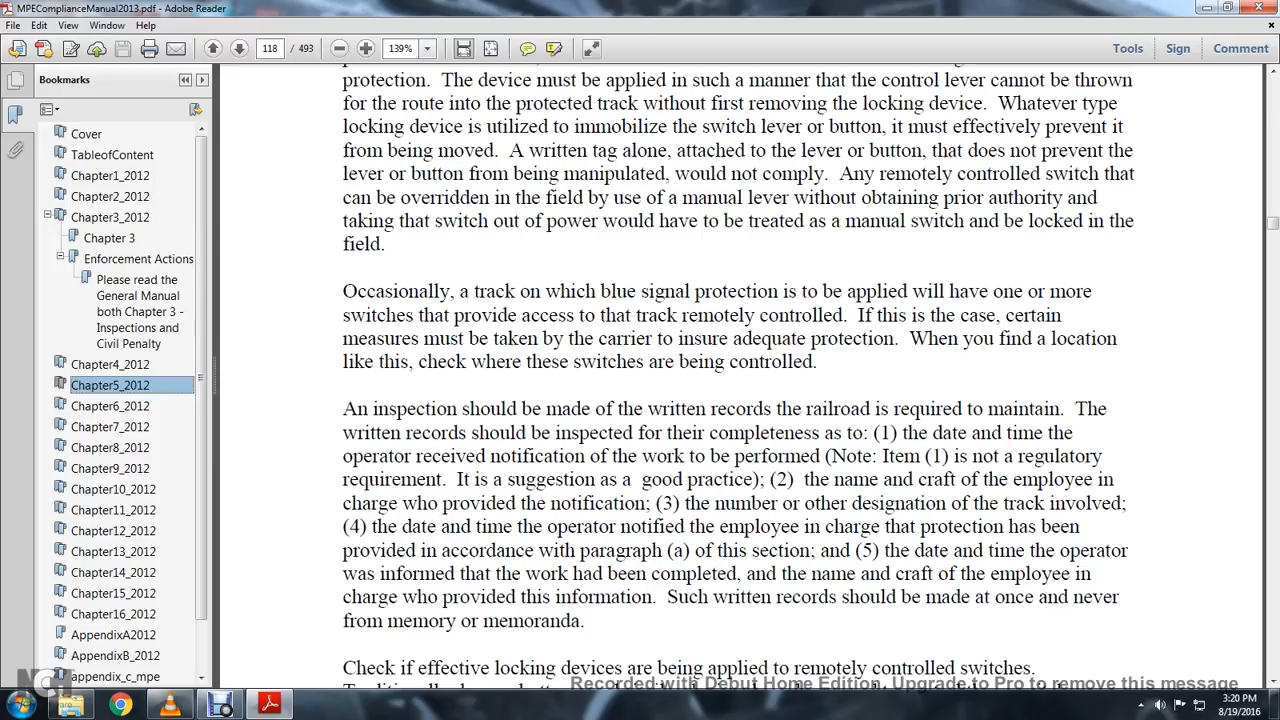 MPEComplianceManual2013.pdf - Adobe Reader
File Edit View Window Help
118 / 493 139% Tools Sign Comment
Bookmarks
Cover
TableofContent
Chapter1_2012
Chapter2_2012
Chapter3_2012
Chapter 3
Enforcement Actions
Please read the
General Manual
both Chapter 3 -
Inspections and
Civil Penalty
Chapter4_2012
Chapter5_2012
Chapter6_2012
Chapter7_2012
Chapter8_2012
Chapter9_2012
Chapter10_2012
Chapter11_2012
Chapter12_2012
Chapter13_2012
Chapter14_2012
Chapter15_2012
Chapter16_2012
AppendixA2012
AppendixB_2012
appendix_c_mpe
protection. The device must be applied in such a manner that the control lever cannot be thrown
for the route into the protected track without first removing the locking device. Whatever type
locking device is utilized to immobilize the switch lever or button, it must effectively prevent it
from being moved. A written tag alone, attached to the lever or button, that does not prevent the
lever or button from being manipulated, would not comply. Any remotely controlled switch that
can be overridden in the field by use of a manual lever without obtaining prior authority and
taking that switch out of power would have to be treated as a manual switch and be locked in the
field.
Occasionally, a track on which blue signal protection is to be applied will have one or more
switches that provide access to that track remotely controlled. If this is the case, certain
measures must be taken by the carrier to insure adequate protection. When you find a location
like this, check where these switches are being controlled.
An inspection should be made of the written records the railroad is required to maintain. The
written records should be inspected for their completeness as to: (1) the date and time the
operator received notification of the work to be performed (Note: Item (1) is not a regulatory
requirement. It is a suggestion as a good practice); (2) the name and craft of the employee in
charge who provided the notification; (3) the number or other designation of the track involved;
(4) the date and time the operator notified the employee in charge that protection has been
provided in accordance with paragraph (a) of this section; and (5) the date and time the operator
was informed that the work had been completed, and the name and craft of the employee in
charge who provided this information. Such written records should be made at once and never
from memory or memoranda.
Check if effective locking devices are being applied to remotely controlled switches.
Recorded with Debut Home Edition. Upgrade to Pro to remove this message
3:20 PM
8/19/2016